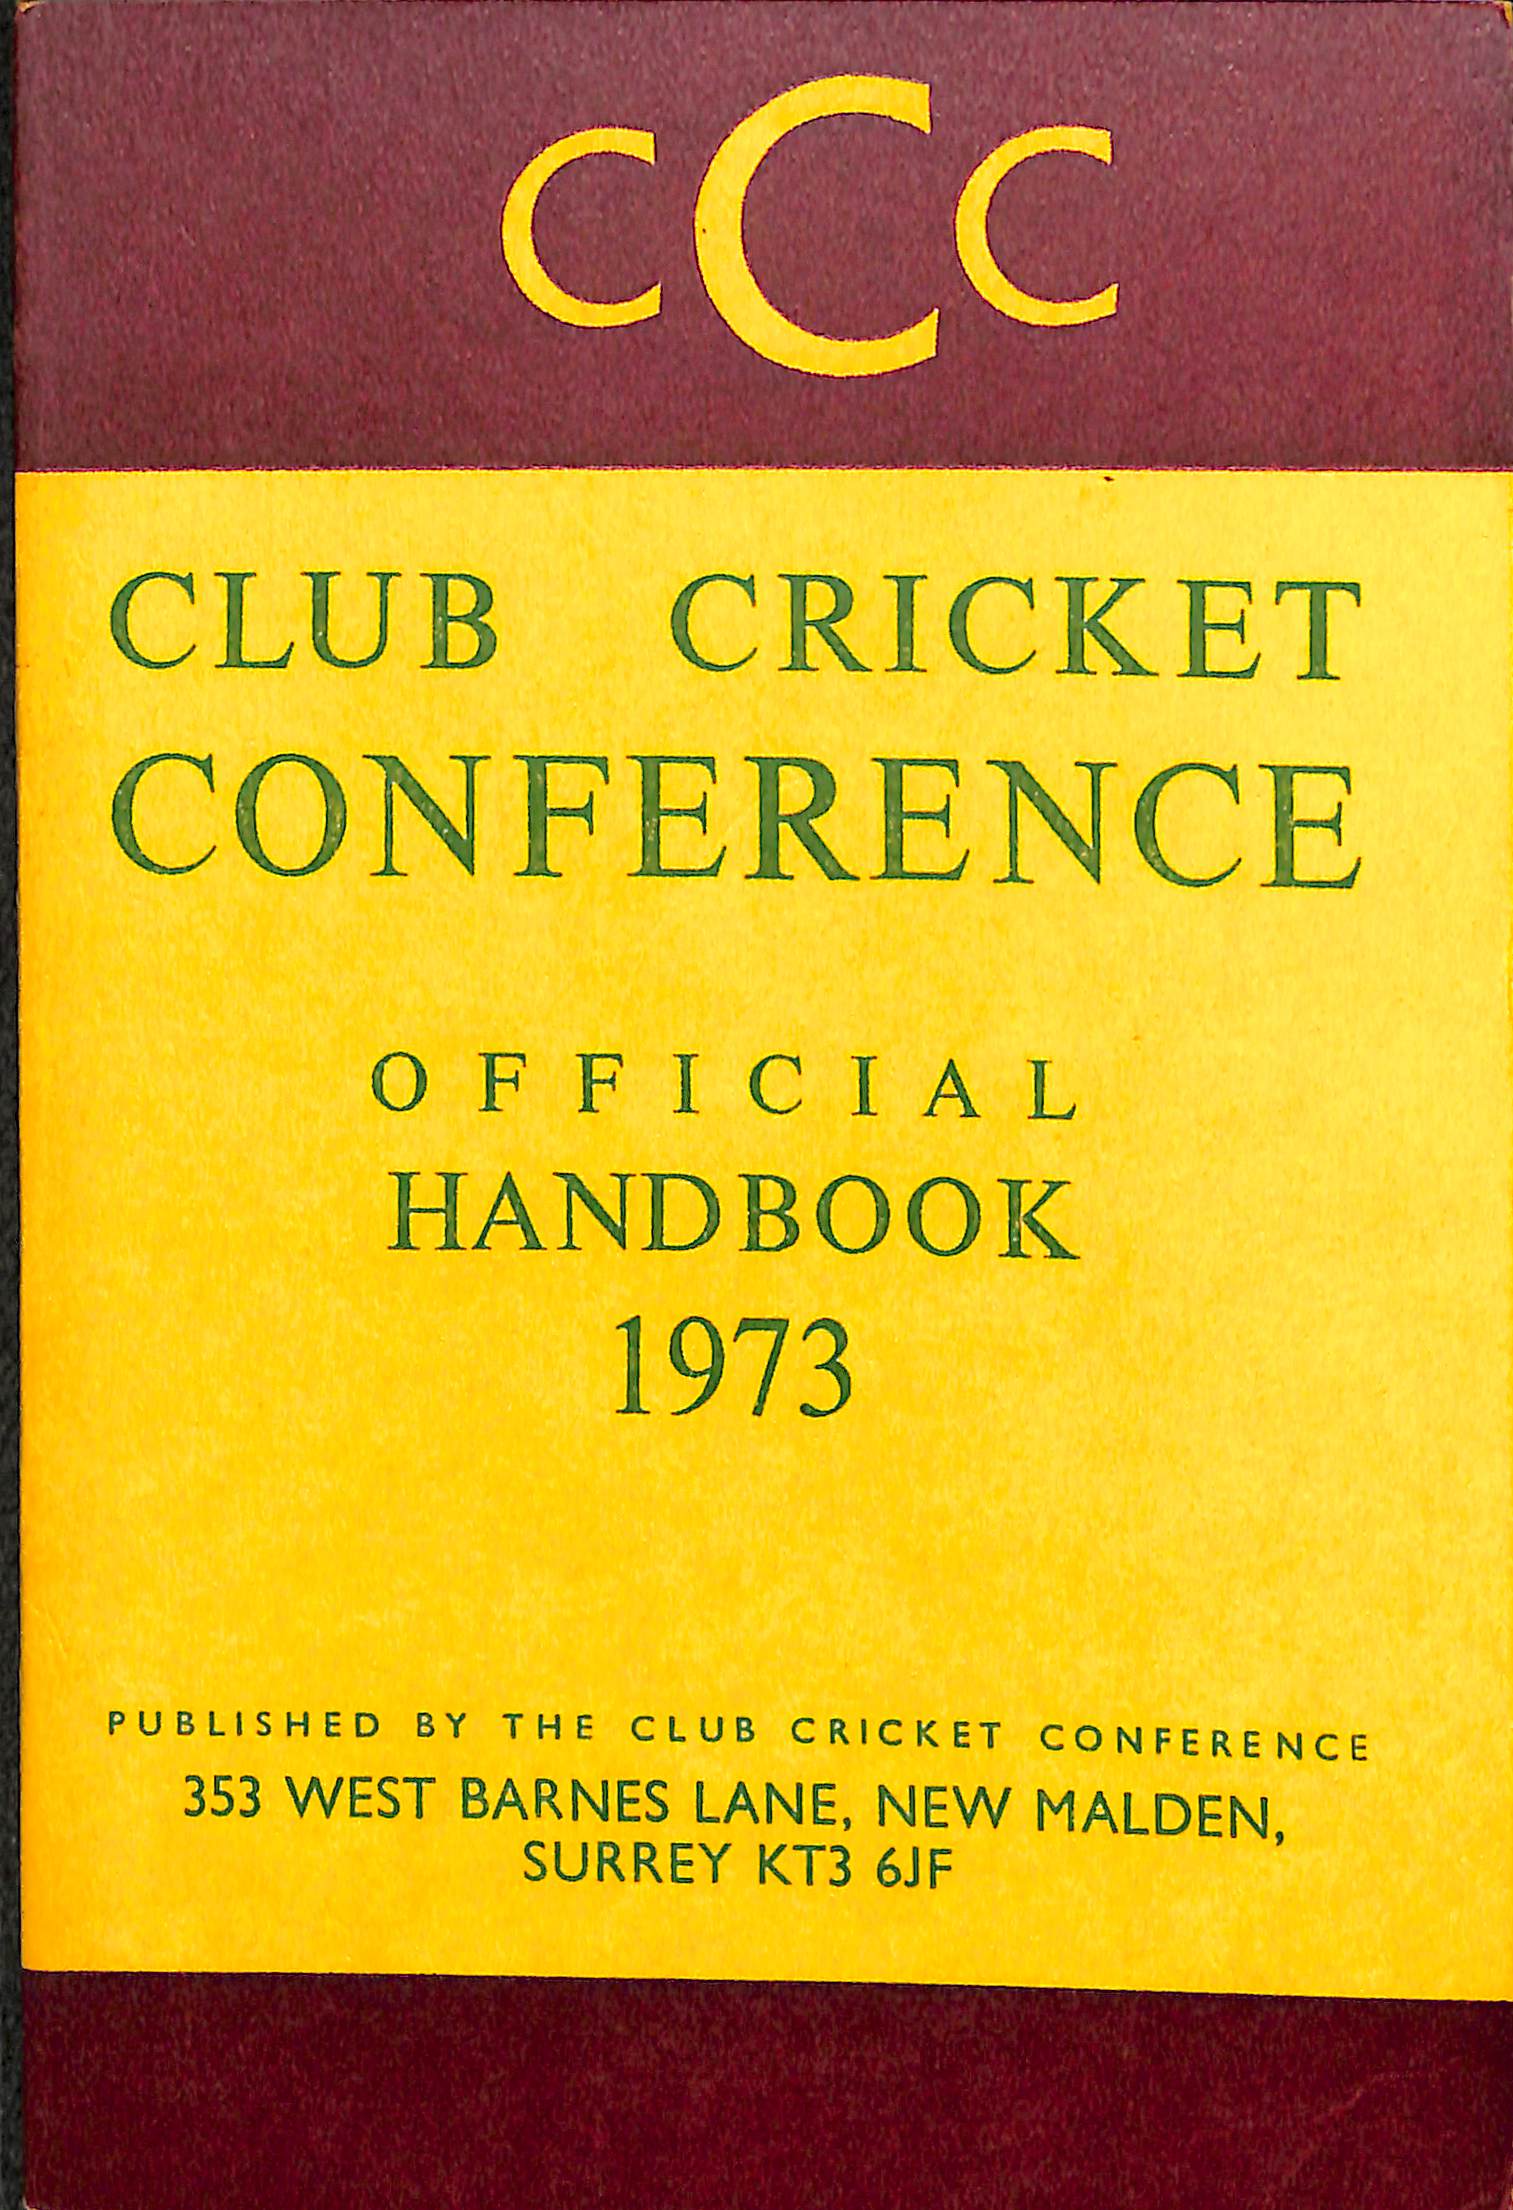 cCc
CLUB CRICKET
CONFERENCE
OFFICIAL
HANDBOOK
1973
PUBLISHED BY THE CLUB CRICKET CONFERENCE
353 WEST BARNES LANE, NEW MALDEN,
SURREY KT3 6JF